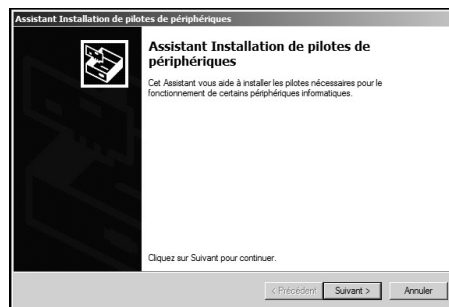 Assistant Installation de pilotes de périphériques
Assistant Installation de pilotes de
périphériques
Cet Assistant vous aide à installer les pilotes nécessaires pour le
fonctionnement de certains périphériques informatiques.
Cliquez sur Suivant pour continuer.
< Précédent Suivant > Annuler